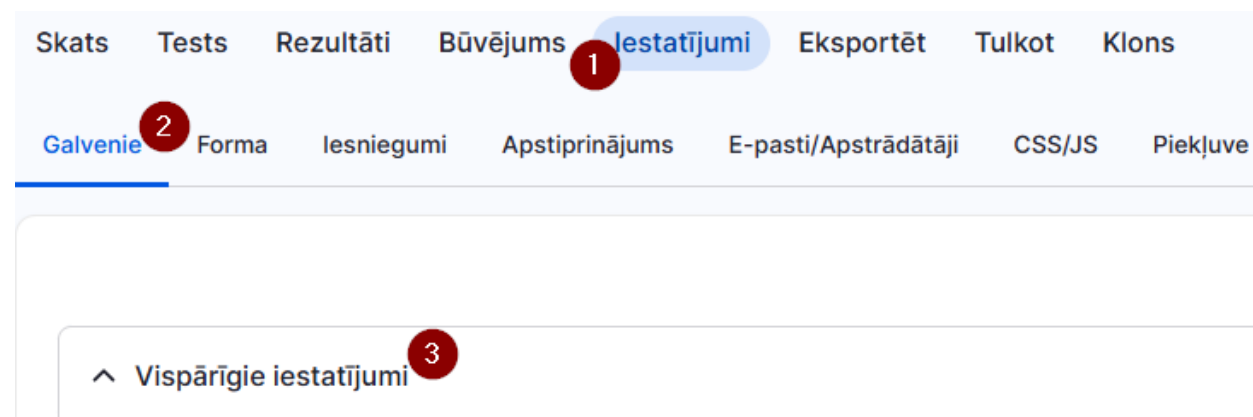 Skats Tests Rezultāti Būvējums Iestatījumi Eksportēt Tulkot Klons
1
Galvenie 2 Forma Iesniegumi Apstiprinājums E-pasti/Apstrādātāji CSS/JS Piekļuve
Vispārīgie iestatījumi 3